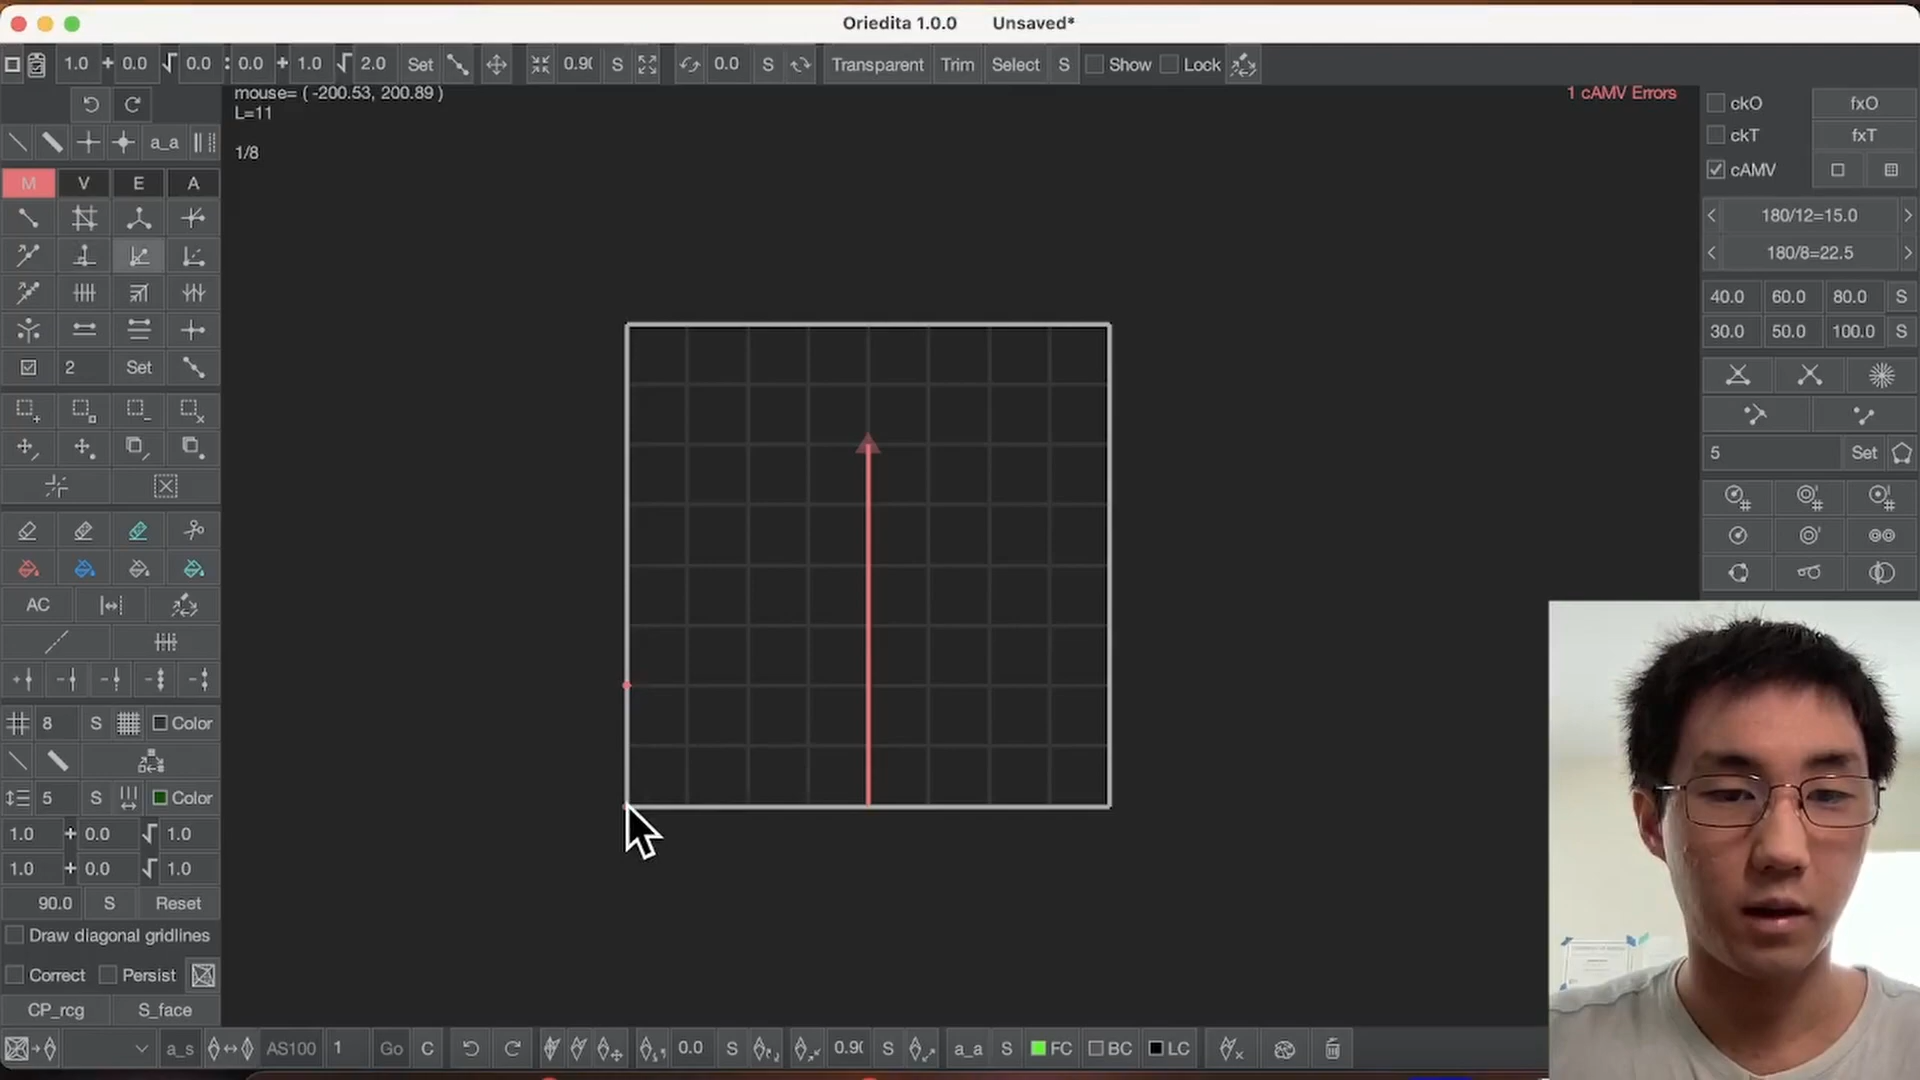 Oriedita 1.0.0 Unsaved*
1.0 + 0.0 √ 0.0 : 0.0 + 1.0 √ 2.0 Set 0.90 S 0.0 S Transparent Trim Select S Show Lock
mouse= ( -200.53, 200.89 )
L=11
1/8
1 cAMV Errors
a_a
M V E A
2 Set
AC
8 S Color
5 S Color
1.0 + 0.0 √ 1.0
1.0 + 0.0 √ 1.0
90.0 S Reset
Draw diagonal gridlines
Correct Persist
CP_rcg S_face
a_s AS100 1 Go C 0.0 S 0.90 S a_a S FC BC LC
ckO fxO
ckT fxT
cAMV
< 180/12=15.0 >
< 180/8=22.5 >
40.0 60.0 80.0 S
30.0 50.0 100.0 S
5 Set